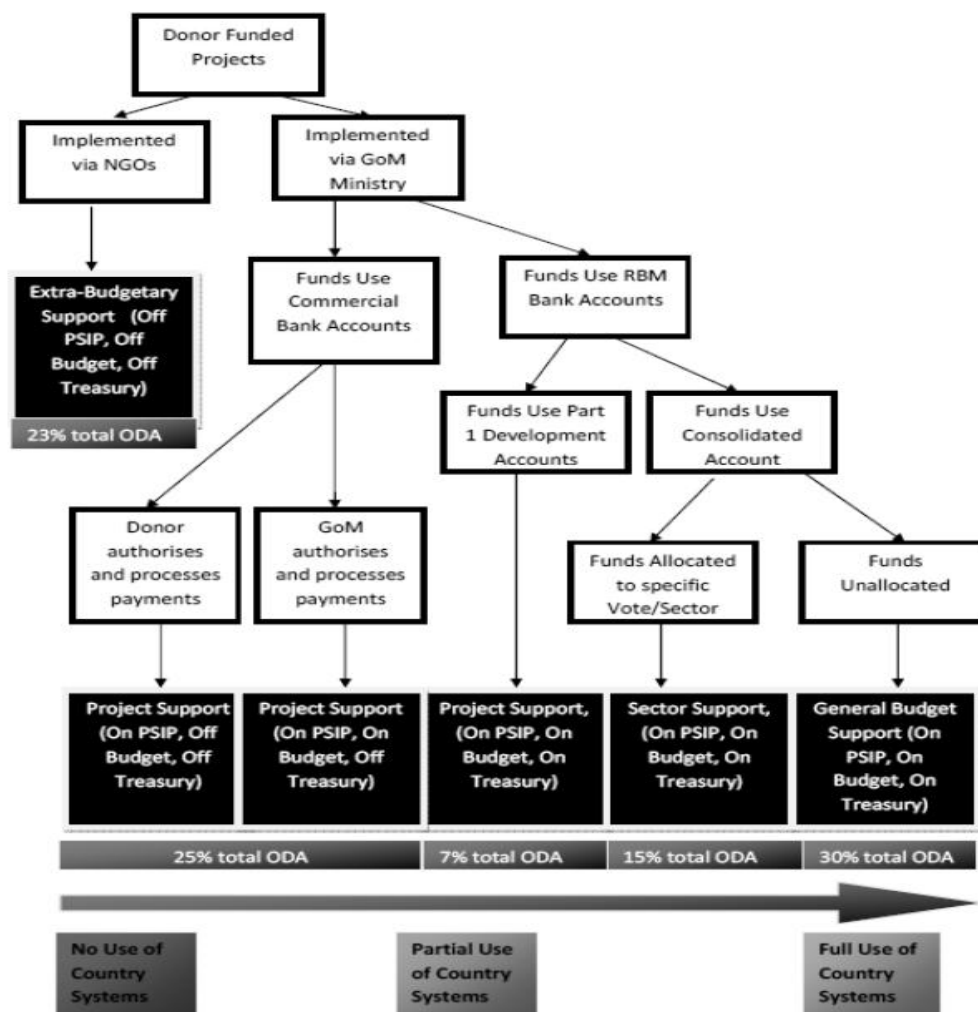 Donor Funded
Projects
Implemented
via NGOs
Implemented
via GoM
Ministry
Extra-Budgetary
Support (Off
PSIP, Off
Budget, Off
Treasury)
23% total ODA
Funds Use
Commercial
Bank Accounts
Funds Use RBM
Bank Accounts
Funds Use Part
1 Development
Accounts
Funds Use
Consolidated
Account
Donor
authorises
and processes
payments
GoM
authorises
and processes
payments
Funds Allocated
to specific
Vote/Sector
Funds
Unallocated
Project Support
(On PSIP, Off
Budget, Off
Treasury)
Project Support
(On PSIP, On
Budget, Off
Treasury)
Project Support,
(On PSIP, On
Budget, On
Treasury)
Sector Support,
(On PSIP, On
Budget, On
Treasury)
General Budget
Support (On
PSIP, On
Budget, On
Treasury)
25% total ODA
7% total ODA
15% total ODA
30% total ODA
No Use of
Country
Systems
Partial Use
of Country
Systems
Full Use of
Country
Systems